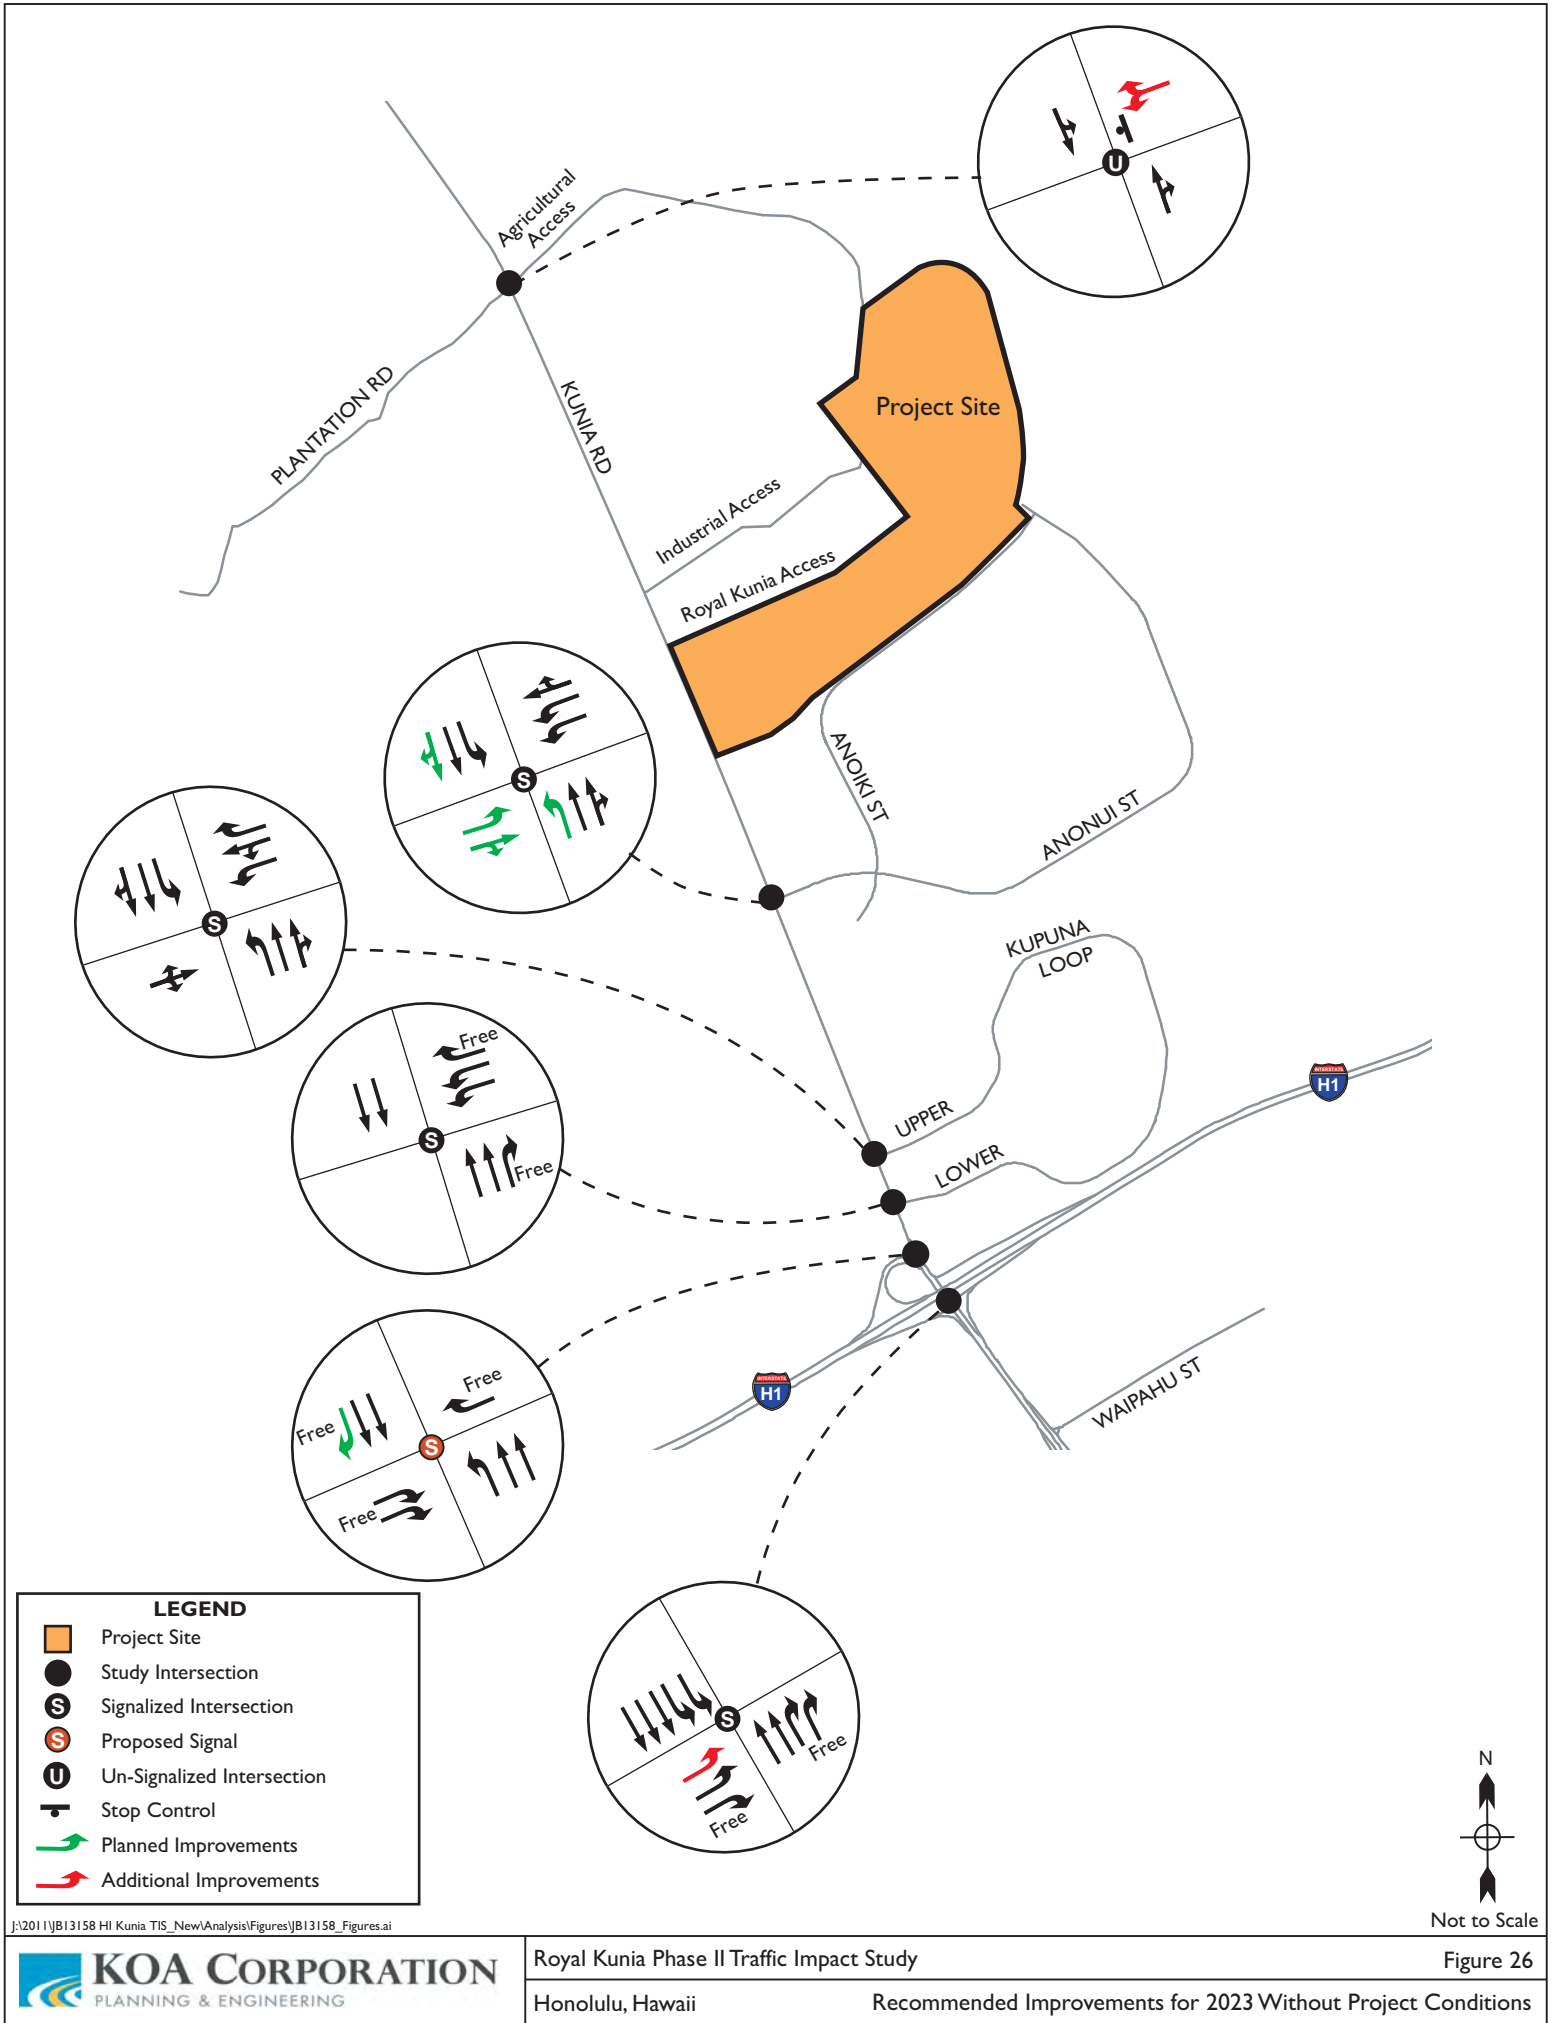 U
Agricultural
Access
PLANTATION RD
KUNIA RD
Project Site
Industrial Access
Royal Kunia Access
S
ANOIKI ST
ANONUI ST
S
KUPUNA
LOOP
Free
S
Free
UPPER
LOWER
INTERSTATE
H1
Free
Free
S
Free
INTERSTATE
H1
WAIPAHU ST
S
Free
Free
LEGEND
Project Site
Study Intersection
S Signalized Intersection
S Proposed Signal
U Un-Signalized Intersection
Stop Control
Planned Improvements
Additional Improvements
N
Not to Scale
J:\2011\JB13158 HI Kunia TIS_New\Analysis\Figures\JB13158_Figures.ai
KOA CORPORATION
PLANNING & ENGINEERING
Royal Kunia Phase II Traffic Impact Study
Figure 26
Honolulu, Hawaii
Recommended Improvements for 2023 Without Project Conditions